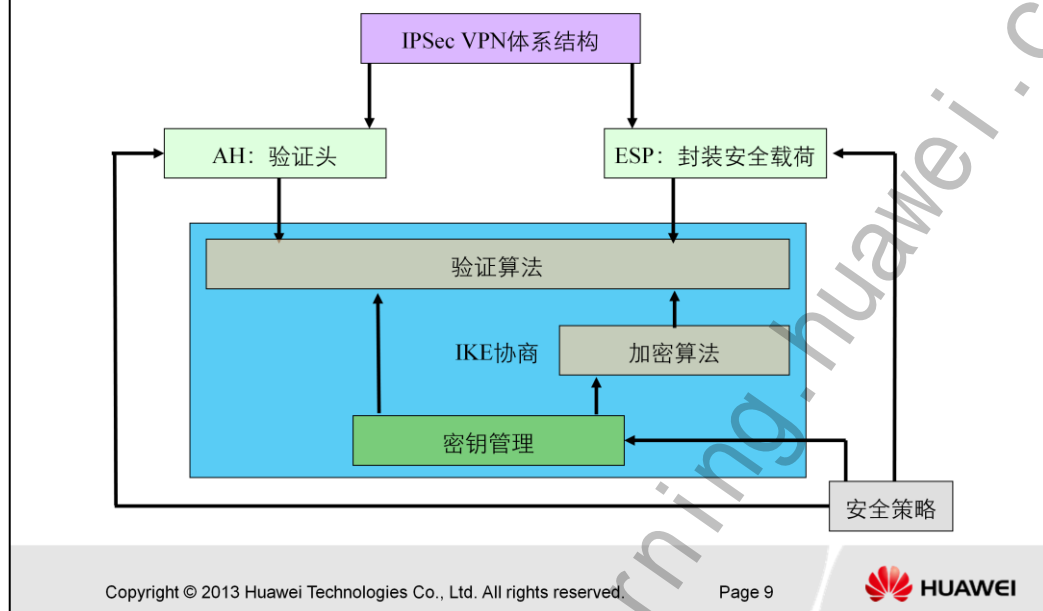 IPSec VPN体系结构
AH：验证头
ESP：封装安全载荷
验证算法
IKE协商
加密算法
密钥管理
安全策略
rning.huawei.c
Copyright © 2013 Huawei Technologies Co., Ltd. All rights reserved.
Page 9
HUAWEI